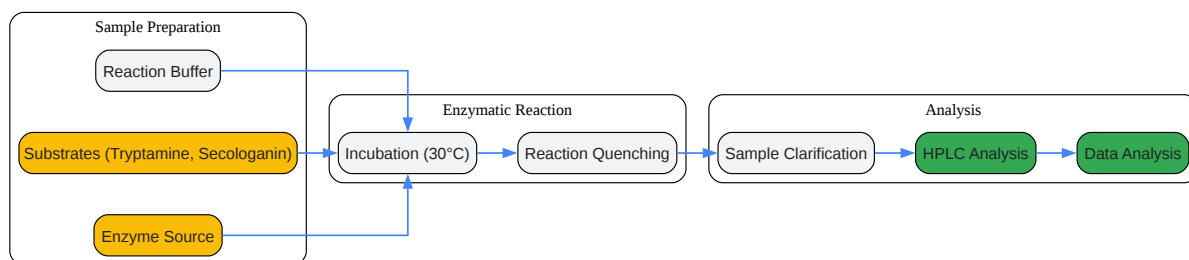 Sample Preparation
Reaction Buffer
Substrates (Tryptamine, Secologanin)
Enzyme Source
Enzymatic Reaction
Incubation (30°C)
Reaction Quenching
Analysis
Sample Clarification
HPLC Analysis
Data Analysis